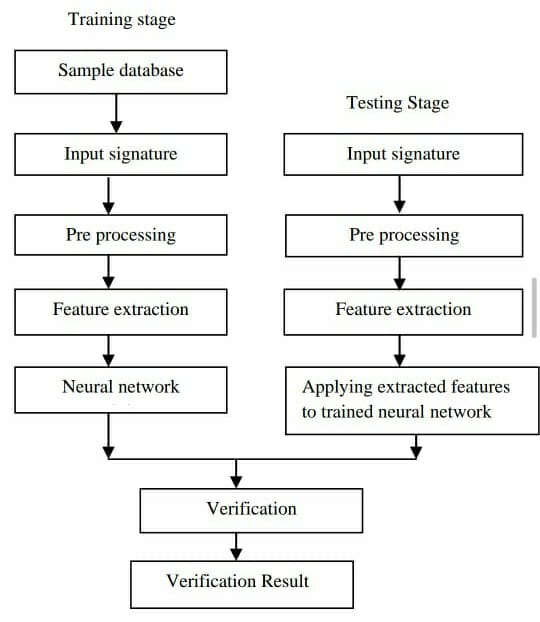 Training stage
Sample database
Input signature
Pre processing
Feature extraction
Neural network
Testing Stage
Input signature
Pre processing
Feature extraction
Applying extracted features
to trained neural network
Verification
Verification Result